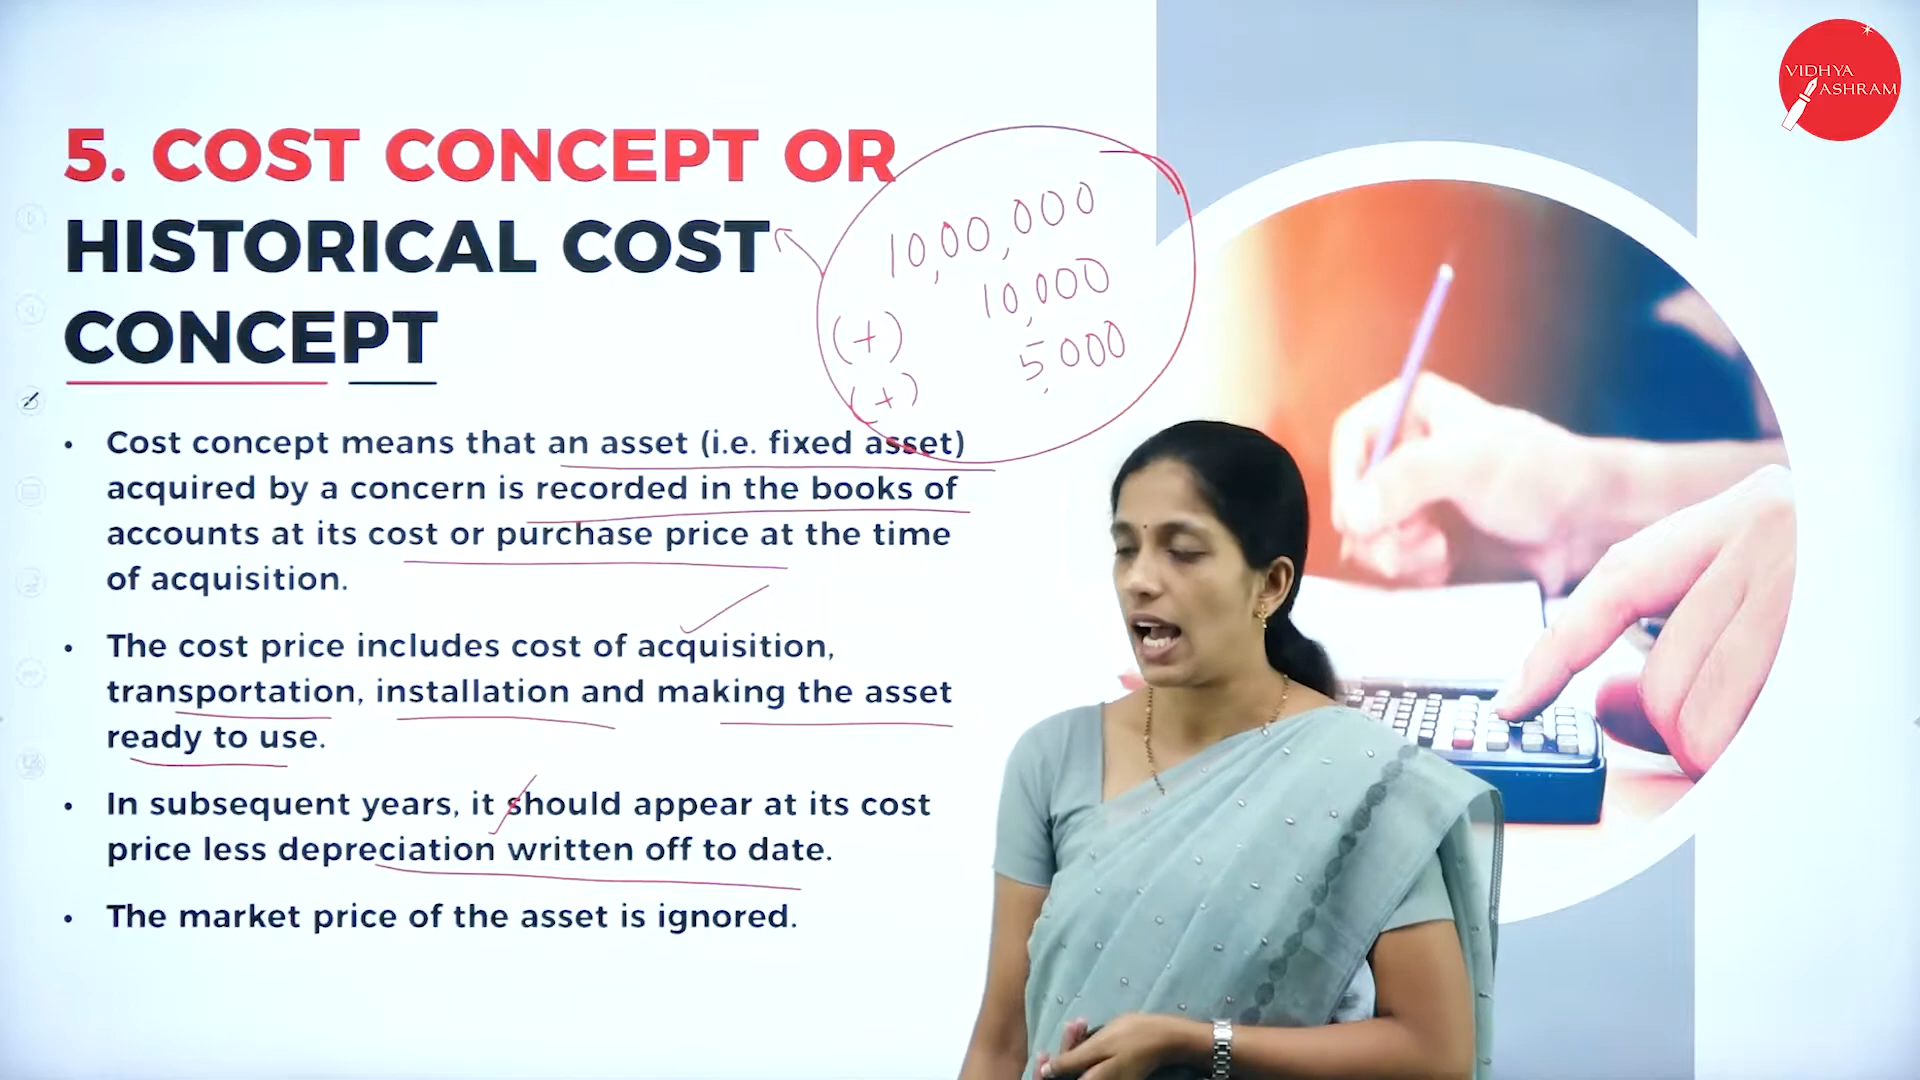 VIDHYA
ASHRAM
5. COST CONCEPT OR
HISTORICAL COST
CONCEPT
10,00,000
10,000
(+)
5,000
(+)
• Cost concept means that an asset (i.e. fixed asset)
acquired by a concern is recorded in the books of
accounts at its cost or purchase price at the time
of acquisition.
• The cost price includes cost of acquisition,
transportation, installation and making the asset
ready to use.
• In subsequent years, it should appear at its cost
price less depreciation written off to date.
• The market price of the asset is ignored.